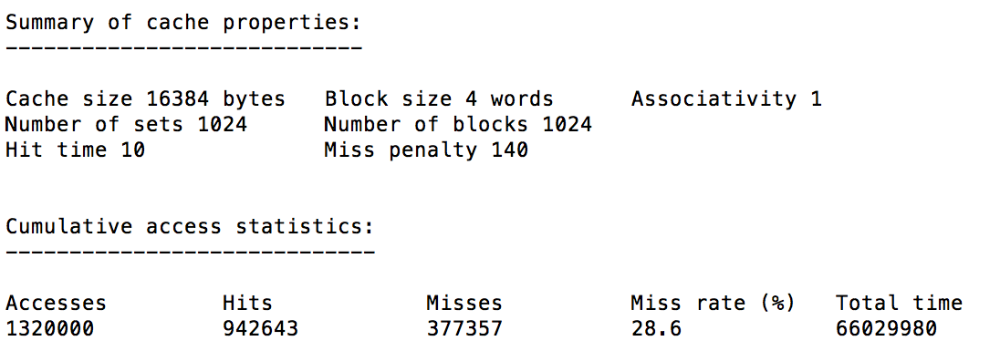 Summary of cache properties:
----------------------------
Cache size 16384 bytes   Block size 4 words      Associativity 1
Number of sets 1024      Number of blocks 1024
Hit time 10              Miss penalty 140
Cumulative access statistics:
-----------------------------
Accesses         Hits            Misses          Miss rate (%)   Total time
1320000          942643          377357          28.6            66029980